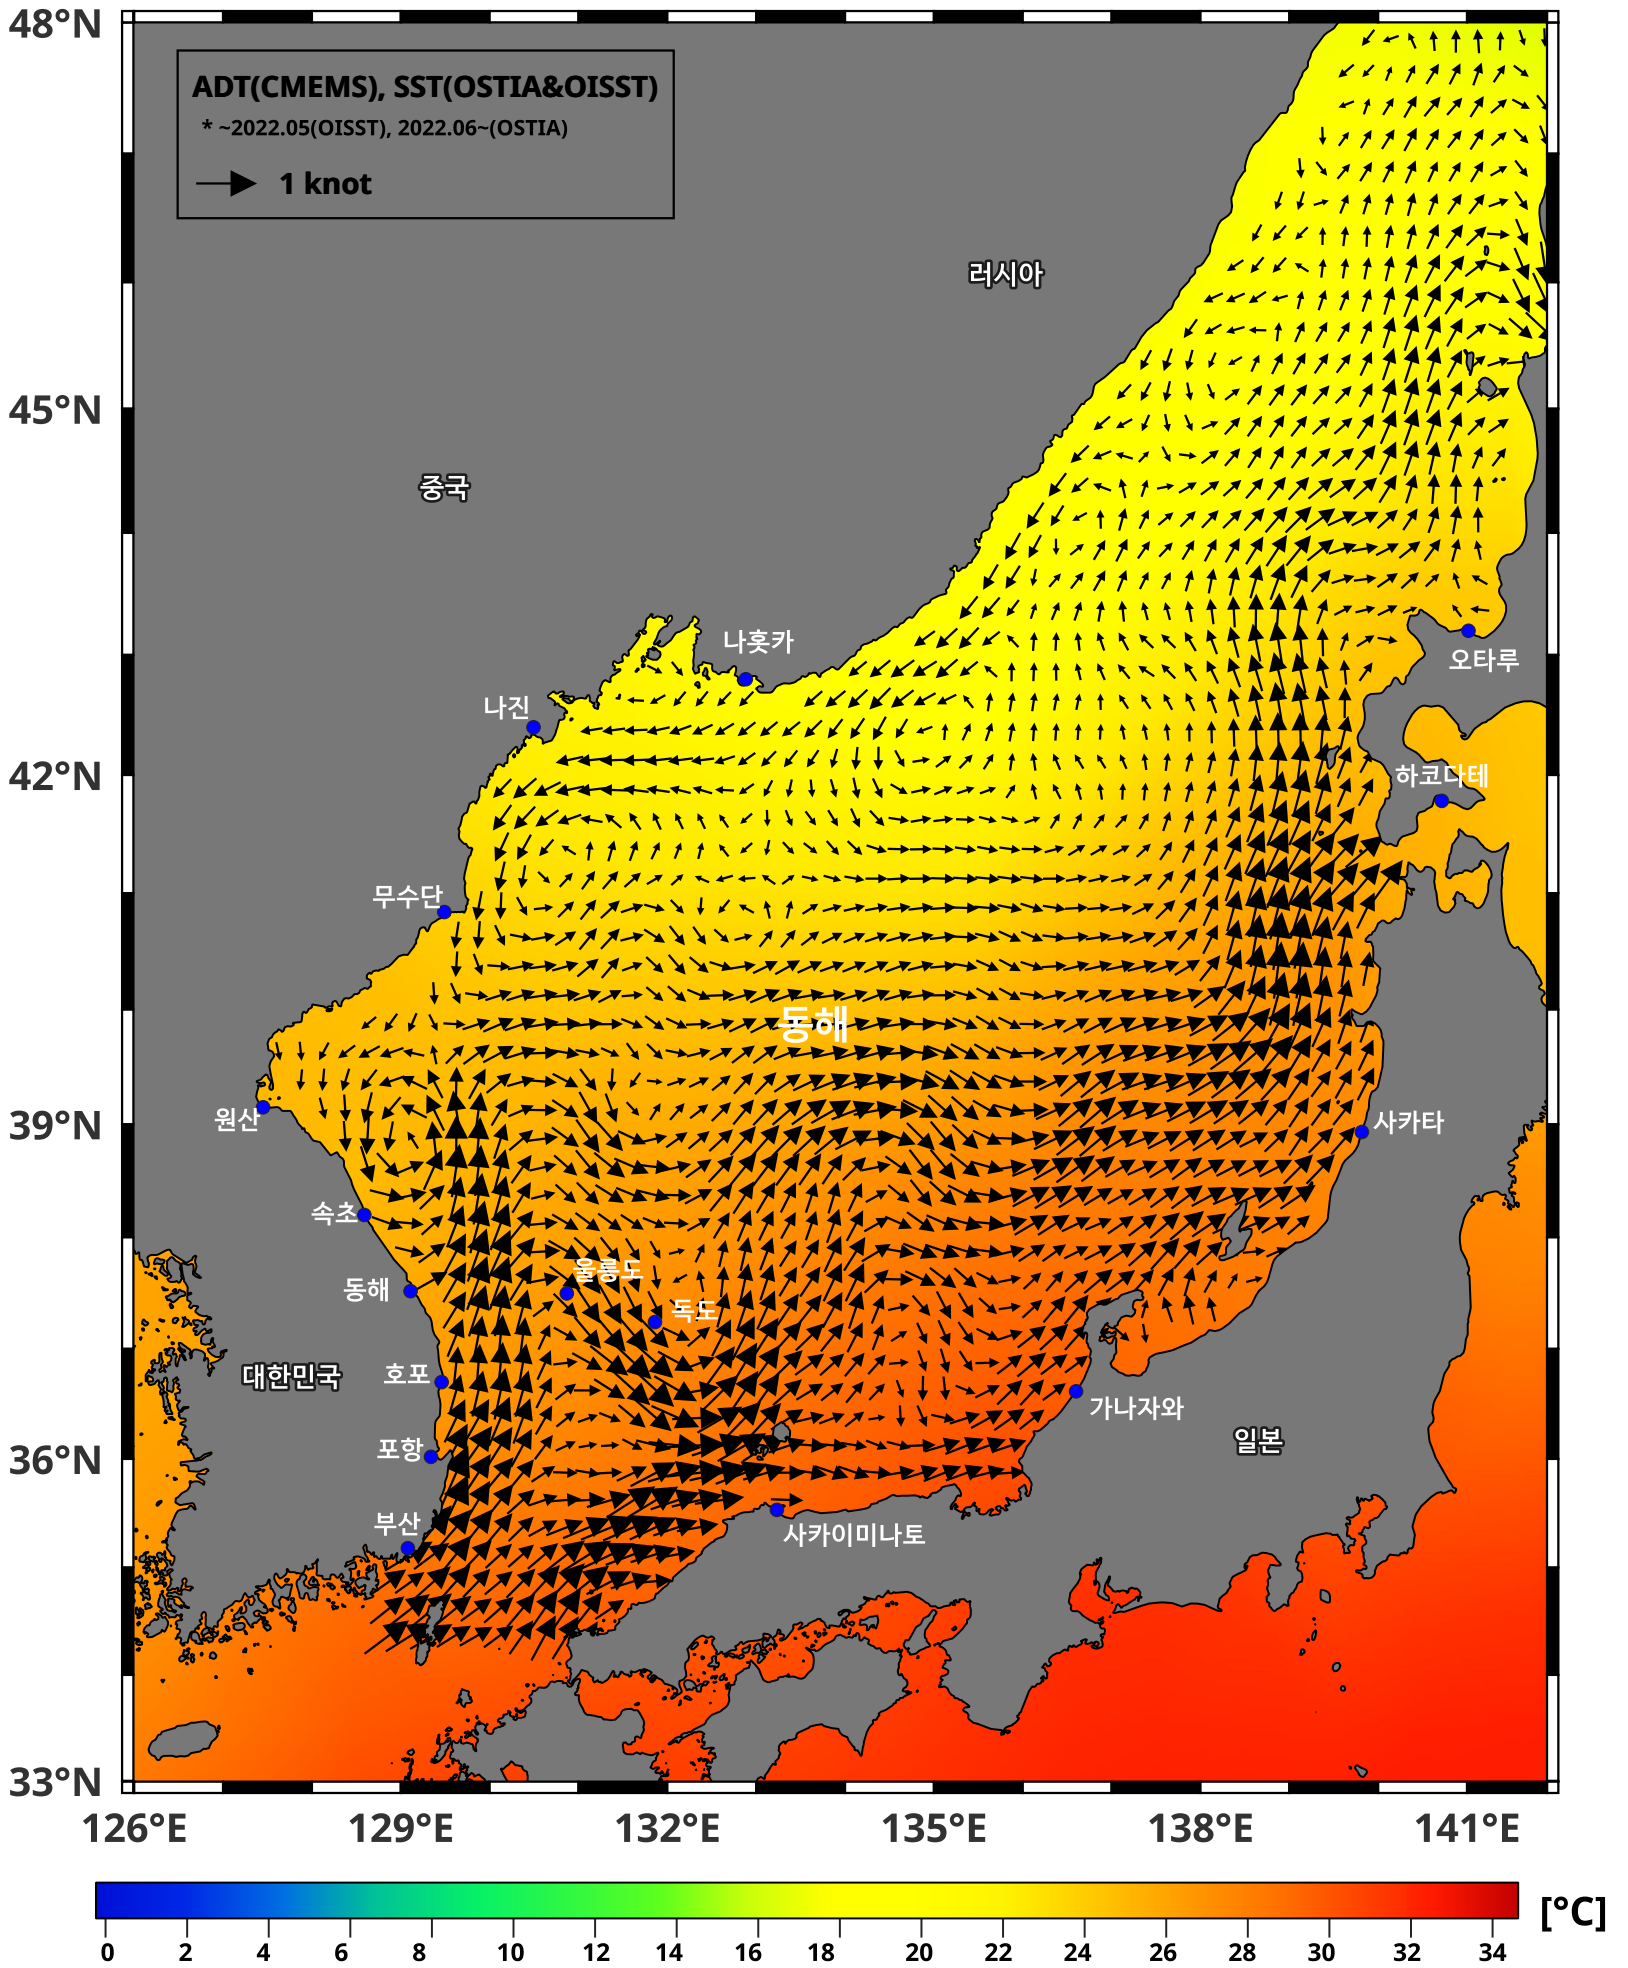 48°N
ADT(CMEMS), SST(OSTIA&OISST)
* ~2022.05(OISST), 2022.06~(OSTIA)
1 knot
러시아
45°N
중국
나홋카
오타루
나진
42°N
하코다테
무수단
동해
39°N
원산
사카타
속초
울릉도
동해
독도
대한민국
호포
가나자와
일본
36°N
포항
부산
사카이미나토
33°N
126°E 129°E 132°E 135°E 138°E 141°E
[°C]
0 2 4 6 8 10 12 14 16 18 20 22 24 26 28 30 32 34